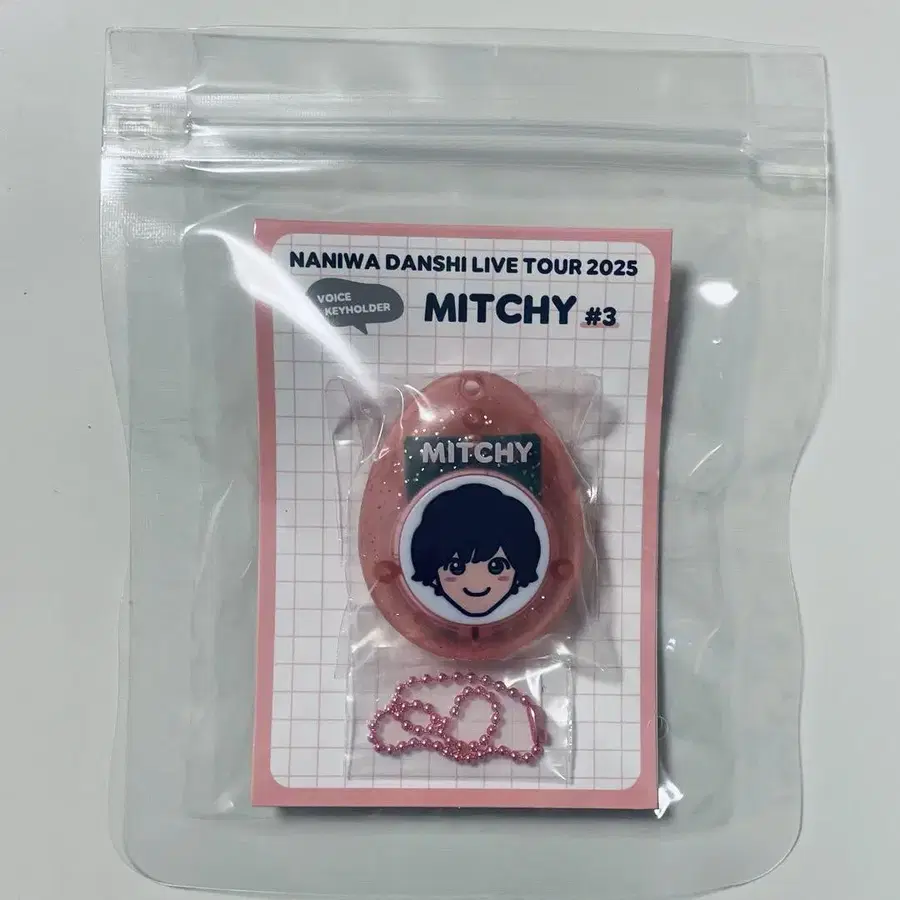 NANIWA DANSHI LIVE TOUR 2025
VOICE
KEYHOLDER
MITCHY #3
MITCHY